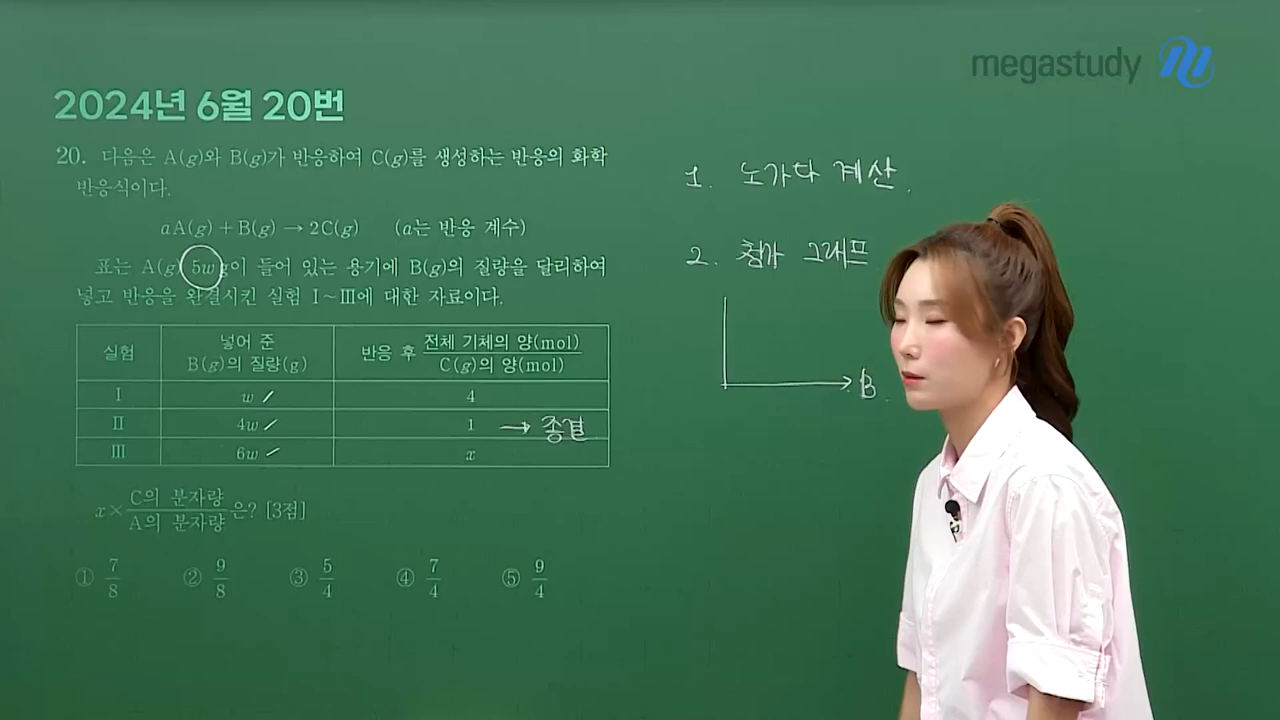 megastudy
2024년 6월 20번
20. 다음은 A(g)와 B(g)가 반응하여 C(g)를 생성하는 반응의 화학
반응식이다.
aA(g) + B(g) → 2C(g) (a는 반응 계수)
표는 A(g) 5w g이 들어 있는 용기에 B(g)의 질량을 달리하여
넣고 반응을 완결시킨 실험 Ⅰ~Ⅲ에 대한 자료이다.
실험 넣어 준 B(g)의 질량(g) 반응 후 전체 기체의 양(mol) / C(g)의 양(mol)
Ⅰ w 4
Ⅱ 4w 1 → 종결
Ⅲ 6w x
x × C의 분자량 / A의 분자량 은? [3점]
① 7/8 ② 9/8 ③ 5/4 ④ 7/4 ⑤ 9/4
1. 노가다 계산.
2. 첨가 그래프
B